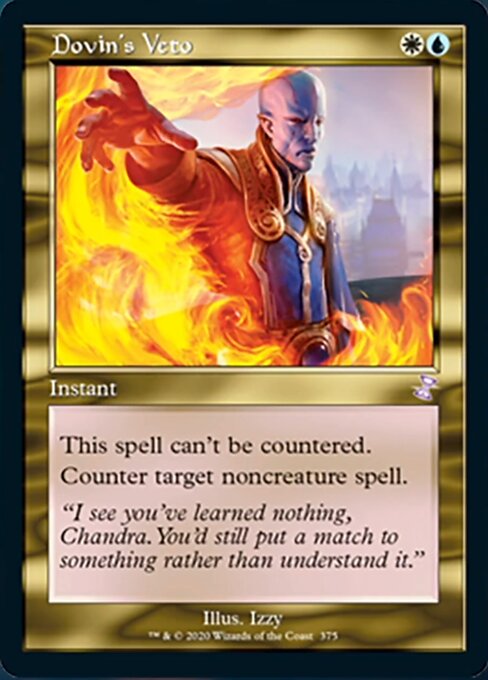 Dovin's Veto
Instant
This spell can't be countered.
Counter target noncreature spell.
"I see you've learned nothing,
Chandra. You'd still put a match to
something rather than understand it."
Illus. Izzy
™ & © 2020 Wizards of the Coast 375